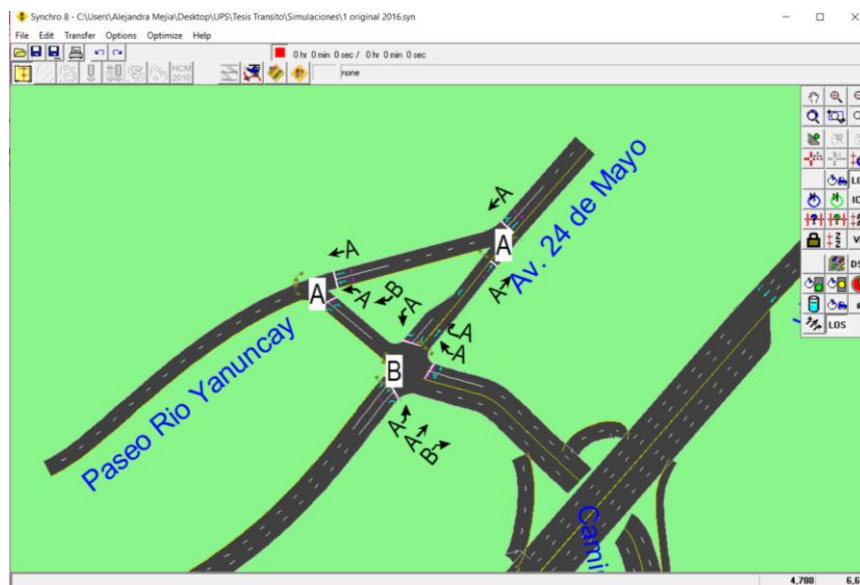 Synchro 8 - C:\Users\Alejandra Mejia\Desktop\UPS\Tesis Transito\Simulaciones\1 original 2016.syn
File Edit Transfer Options Optimize Help
0 hr 0 min 0 sec / 0 hr 0 min 0 sec
HCM 2010
none
A
Av. 24 de Mayo
A
A
A
A
A
B
A
A
A
A
B
Paseo Rio Yanuncay
A
A
B
Cami
LOS
4,788